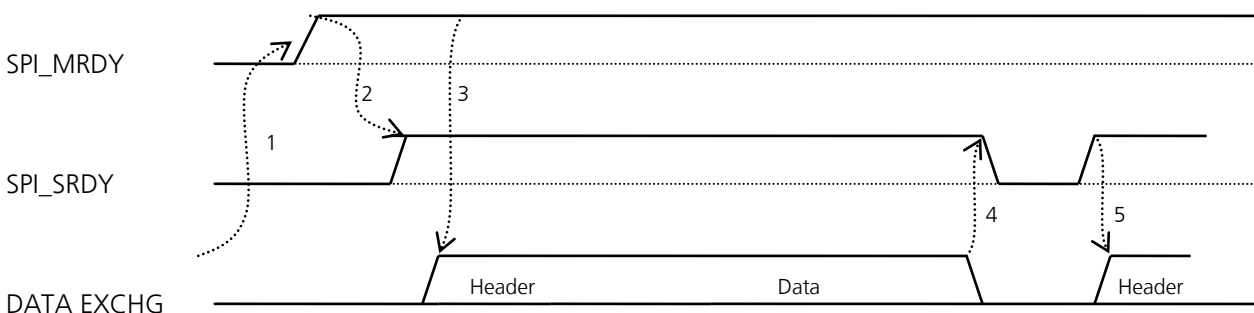 SPI_MRDY
2
3
1
SPI_SRDY
4
5
Header
Data
Header
DATA EXCHG